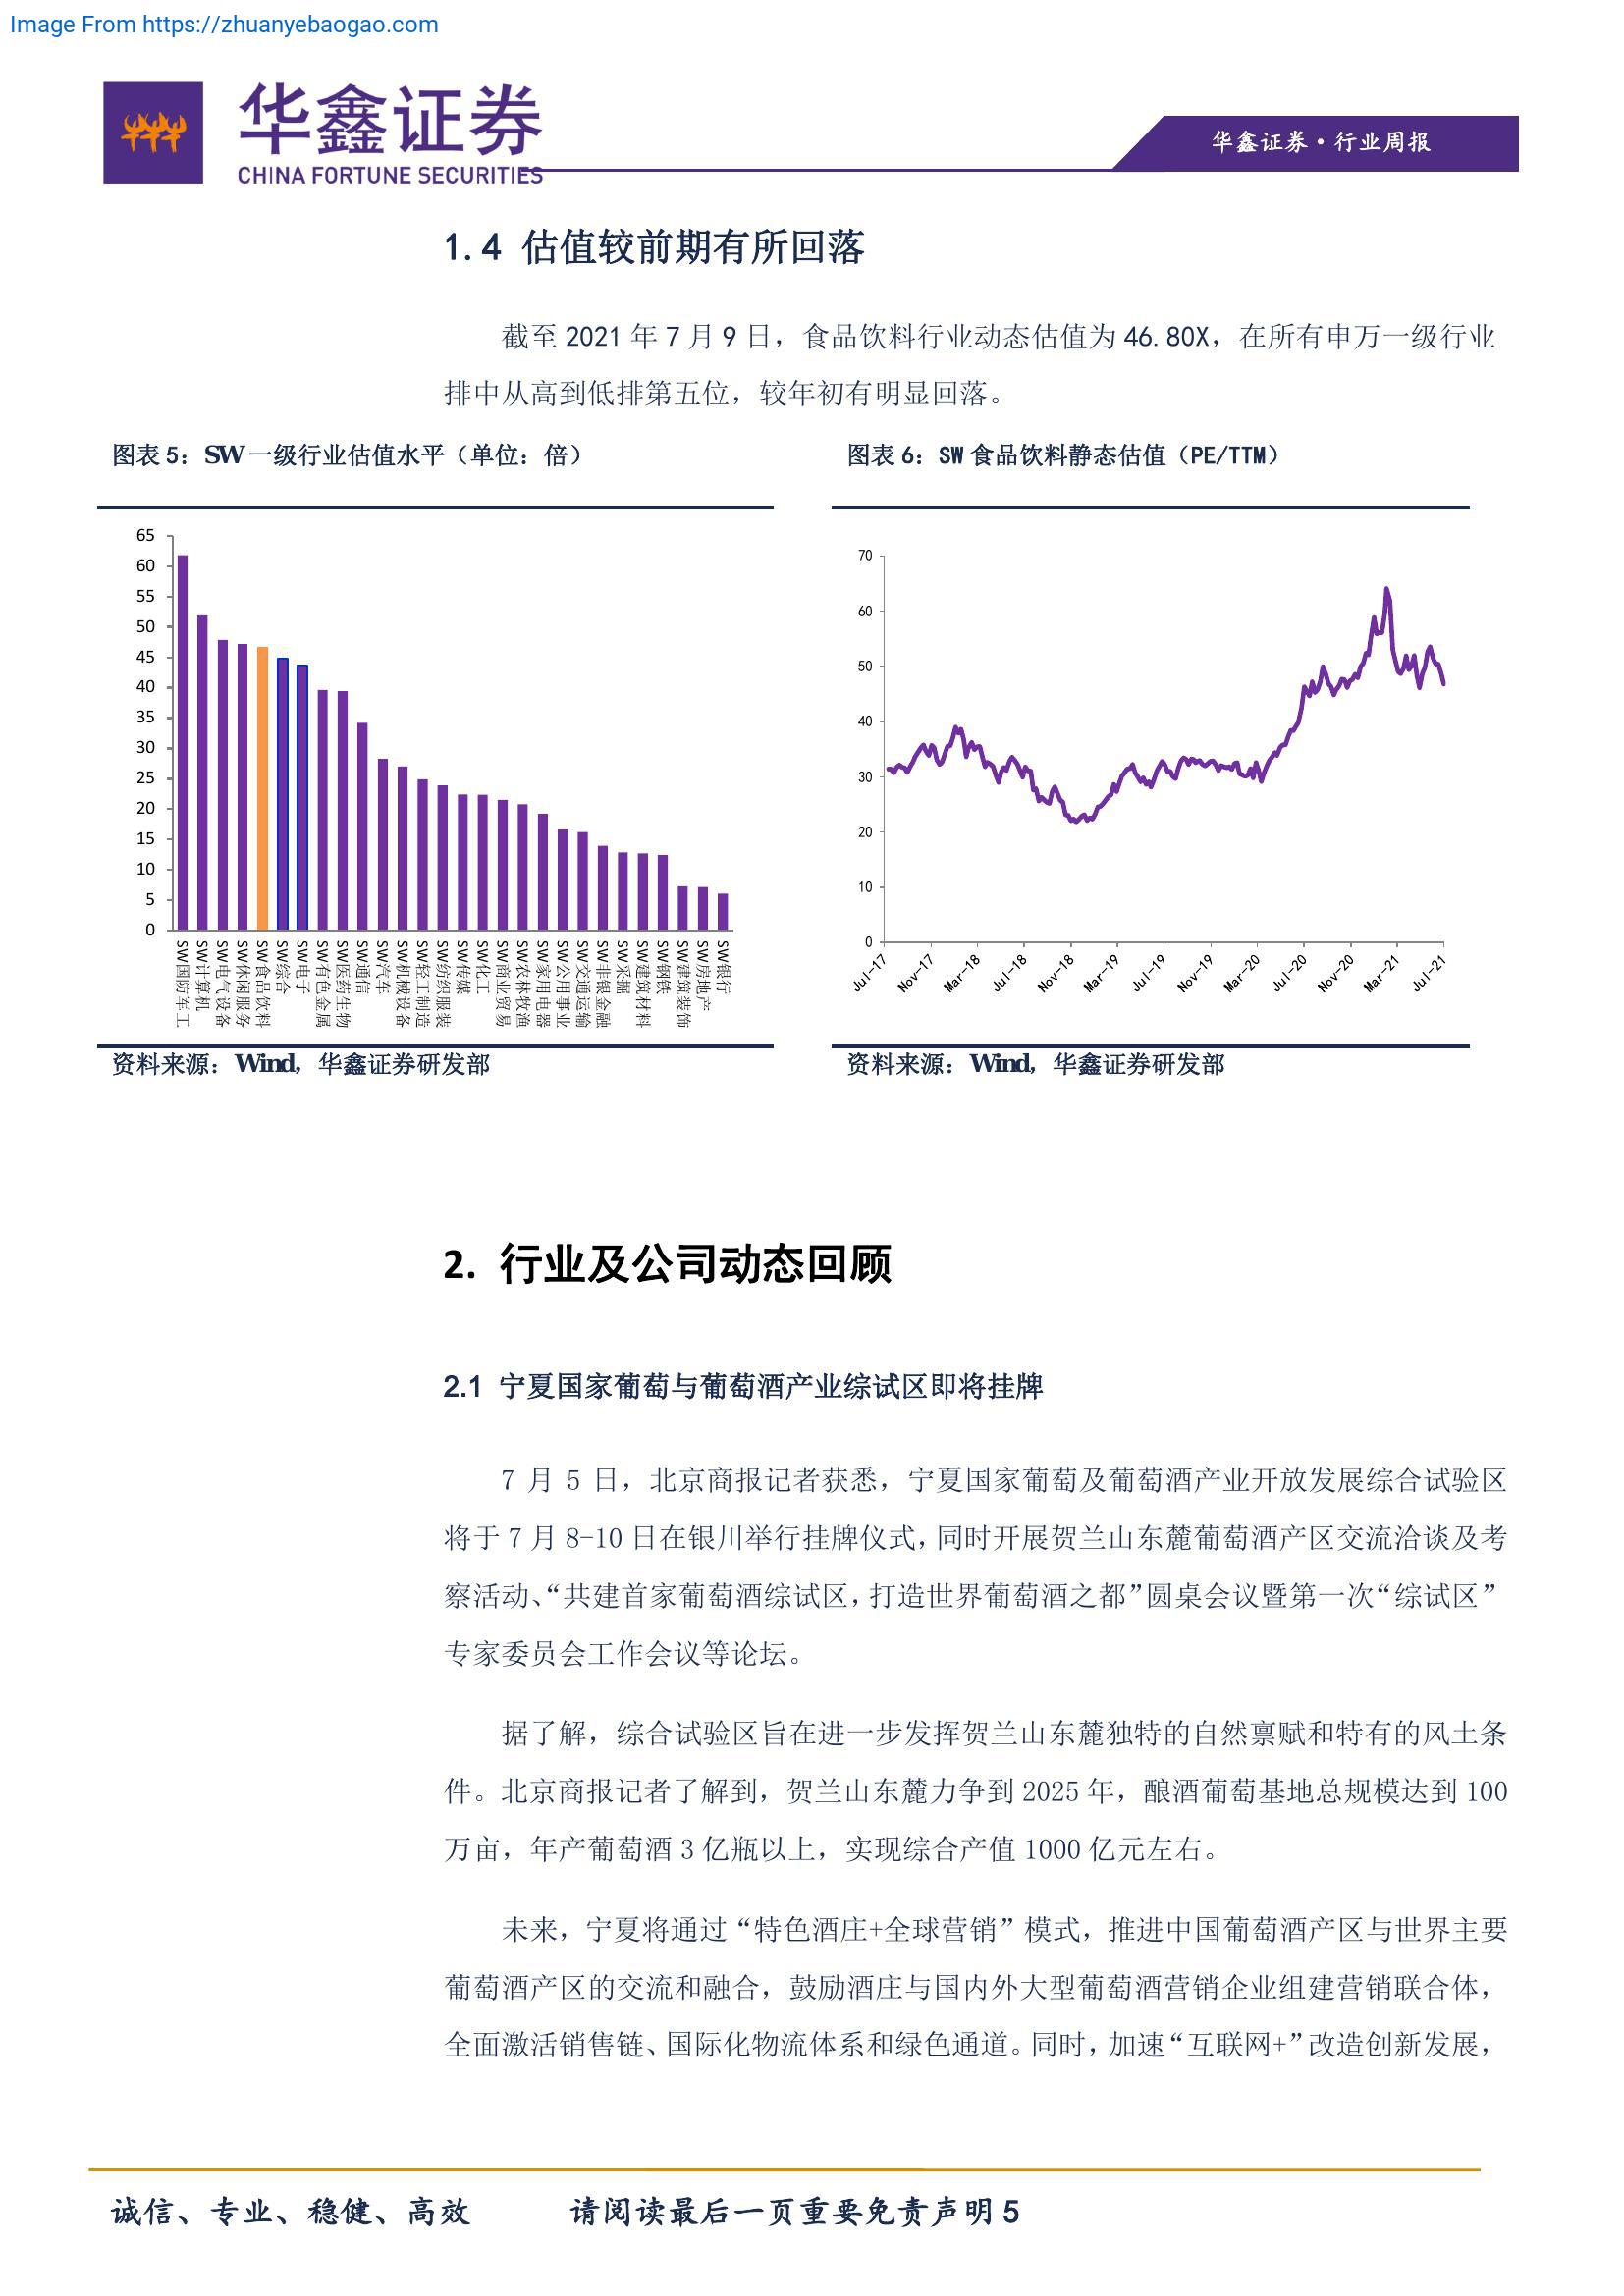 Image From https://zhuanyebaogao.com
华鑫证券
CHINA FORTUNE SECURITIES
华鑫证券·行业周报
1.4 估值较前期有所回落
截至 2021 年 7 月 9 日，食品饮料行业动态估值为 46.80X，在所有申万一级行业
排中从高到低排第五位，较年初有明显回落。
图表 5：SW 一级行业估值水平（单位：倍）
65
60
55
50
45
40
35
30
25
20
15
10
5
0
SW国防军工
SW计算机
SW电气设备
SW休闲服务
SW食品饮料
SW综合
SW电子
SW有色金属
SW医药生物
SW通信
SW汽车
SW机械设备
SW轻工制造
SW纺织服装
SW传媒
SW化工
SW商业贸易
SW农林牧渔
SW家用电器
SW公用事业
SW交通运输
SW非银金融
SW采掘
SW建筑材料
SW钢铁
SW建筑装饰
SW房地产
SW银行
资料来源：Wind，华鑫证券研发部
图表 6：SW 食品饮料静态估值（PE/TTM）
70
60
50
40
30
20
10
0
Jul-17
Nov-17
Mar-18
Jul-18
Nov-18
Mar-19
Jul-19
Nov-19
Mar-20
Jul-20
Nov-20
Mar-21
Jul-21
资料来源：Wind，华鑫证券研发部
2. 行业及公司动态回顾
2.1 宁夏国家葡萄与葡萄酒产业综试区即将挂牌
7 月 5 日，北京商报记者获悉，宁夏国家葡萄及葡萄酒产业开放发展综合试验区
将于 7 月 8-10 日在银川举行挂牌仪式，同时开展贺兰山东麓葡萄酒产区交流洽谈及考
察活动、“共建首家葡萄酒综试区，打造世界葡萄酒之都”圆桌会议暨第一次“综试区”
专家委员会工作会议等论坛。
据了解，综合试验区旨在进一步发挥贺兰山东麓独特的自然禀赋和特有的风土条
件。北京商报记者了解到，贺兰山东麓力争到 2025 年，酿酒葡萄基地总规模达到 100
万亩，年产葡萄酒 3 亿瓶以上，实现综合产值 1000 亿元左右。
未来，宁夏将通过“特色酒庄+全球营销”模式，推进中国葡萄酒产区与世界主要
葡萄酒产区的交流和融合，鼓励酒庄与国内外大型葡萄酒营销企业组建营销联合体，
全面激活销售链、国际化物流体系和绿色通道。同时，加速“互联网+”改造创新发展，
诚信、专业、稳健、高效
请阅读最后一页重要免责声明 5